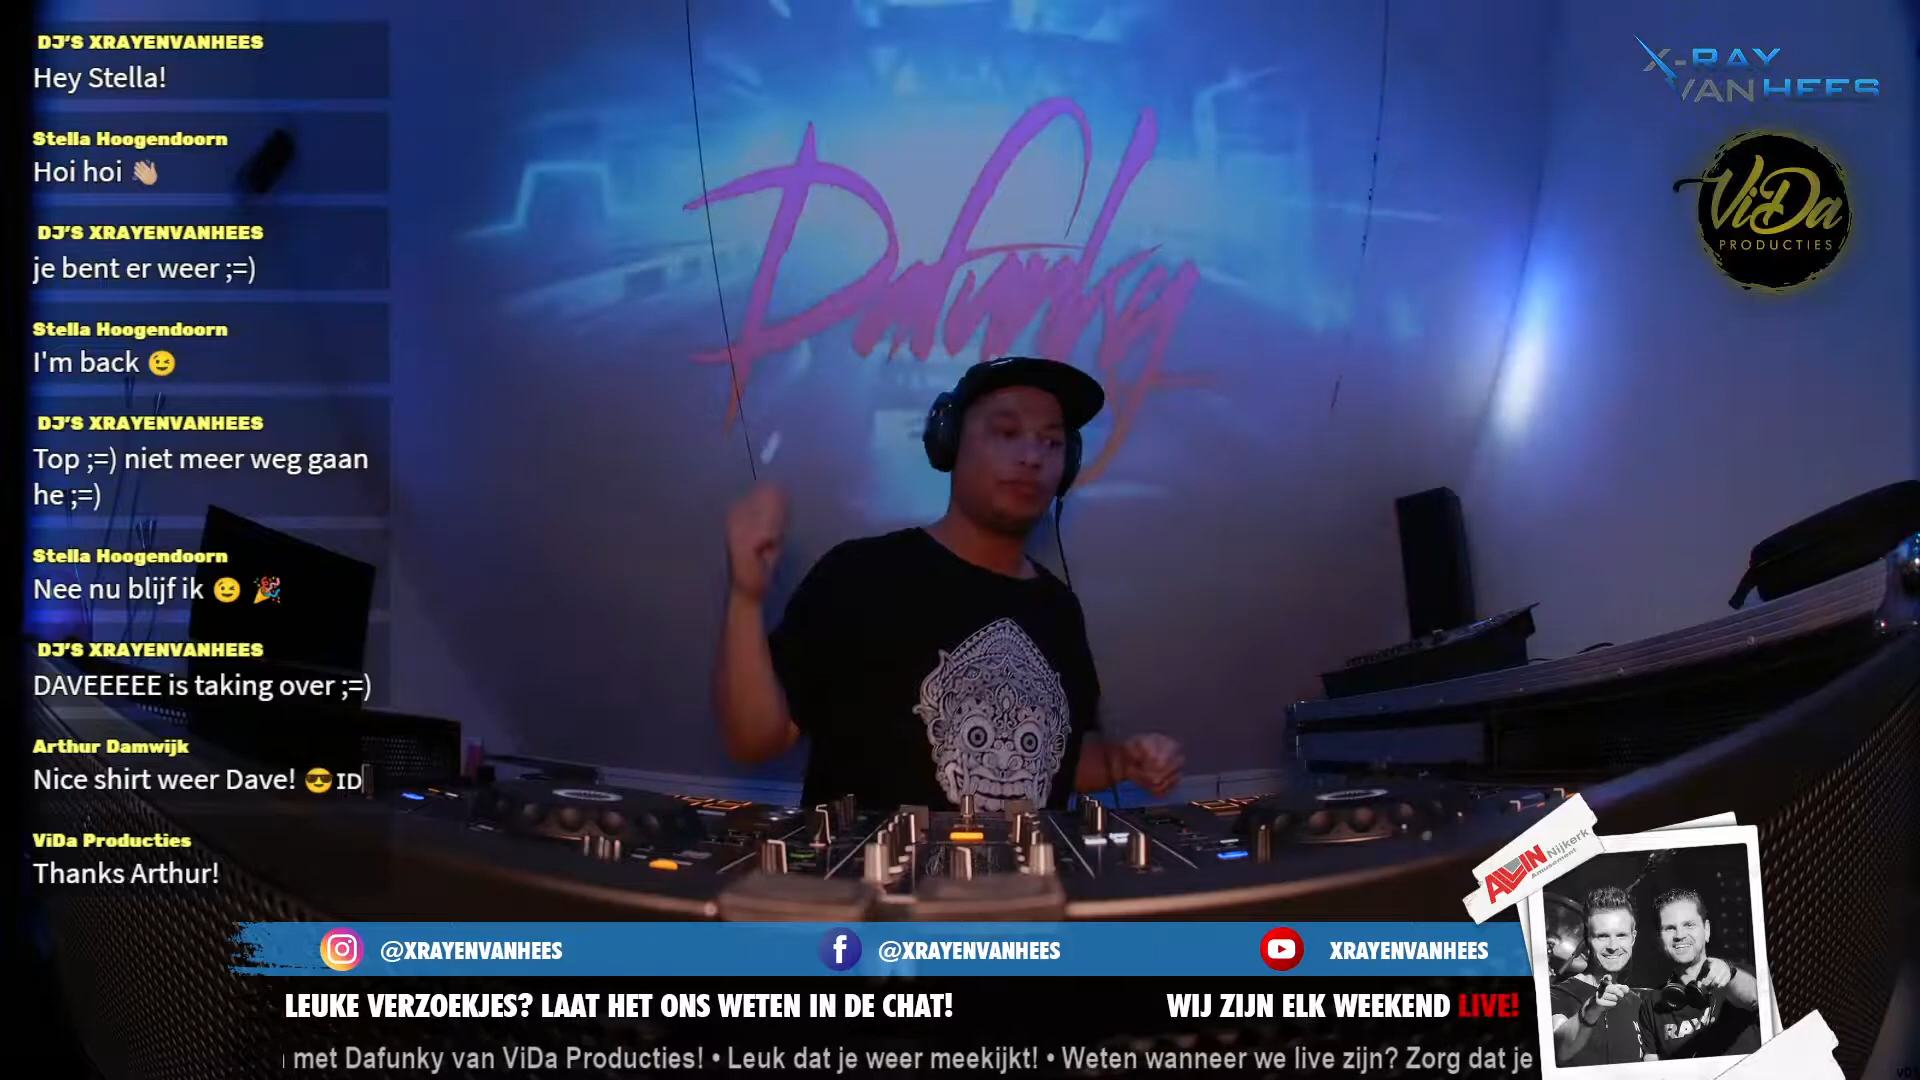 DJ'S XRAYENVANHEES
Hey Stella!
Stella Hoogendoorn
Hoi hoi 👋🏼
DJ'S XRAYENVANHEES
je bent er weer ;=)
Stella Hoogendoorn
I'm back 😉
DJ'S XRAYENVANHEES
Top ;=) niet meer weg gaan
he ;=)
Stella Hoogendoorn
Nee nu blijf ik 😉 🎉
DJ'S XRAYENVANHEES
DAVEEEEE is taking over ;=)
Arthur Damwijk
Nice shirt weer Dave! 😎 ID
ViDa Producties
Thanks Arthur!
Dafunky
X-RAY
VANHEES
ViDa
PRODUCTIES
ALLIN Nijkerk
Amusement
@XRAYENVANHEES
@XRAYENVANHEES
XRAYENVANHEES
LEUKE VERZOEKJES? LAAT HET ONS WETEN IN DE CHAT!
WIJ ZIJN ELK WEEKEND LIVE!
met Dafunky van ViDa Producties! • Leuk dat je weer meekijkt! • Weten wanneer we live zijn? Zorg dat je